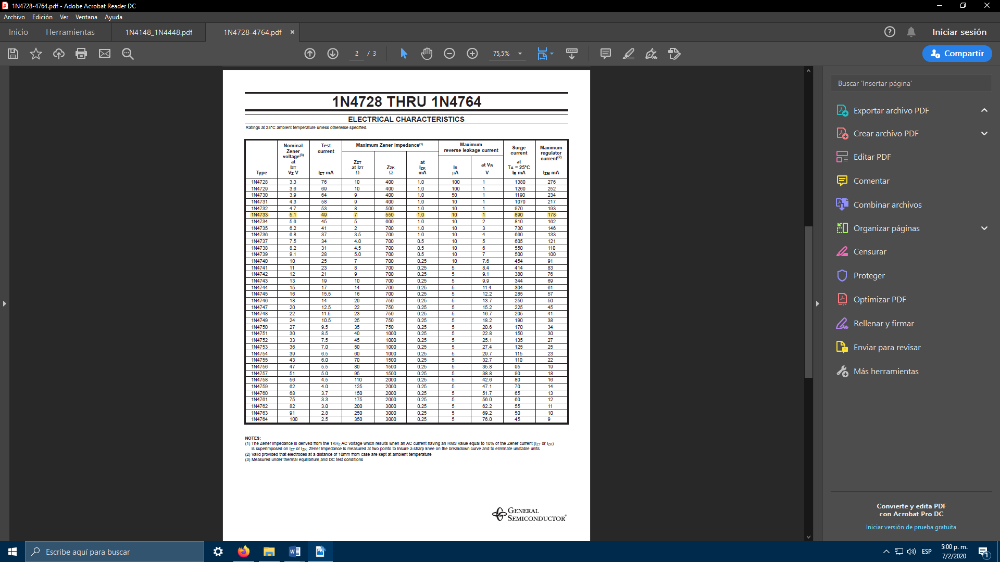 1N4728-4764.pdf - Adobe Acrobat Reader DC
Archivo Edición Ver Ventana Ayuda
Inicio Herramientas 1N4148_1N4448.pdf 1N4728-4764.pdf × Iniciar sesión
2 / 3 75,5% Compartir
1N4728 THRU 1N4764
ELECTRICAL CHARACTERISTICS
Ratings at 25°C ambient temperature unless otherwise specified.
Type Nominal Zener voltage(3) at IZT VZ V Test current IZT mA Maximum Zener impedance(1) ZZT at IZT Ω ZZK Ω at IZK mA Maximum reverse leakage current IR µA at VR V Surge current at TA = 25°C IR mA Maximum regulator current(2) IZM mA
1N4728 3.3 76 10 400 1.0 100 1 1380 276
1N4729 3.6 69 10 400 1.0 100 1 1260 252
1N4730 3.9 64 9 400 1.0 50 1 1190 234
1N4731 4.3 58 9 400 1.0 10 1 1070 217
1N4732 4.7 53 8 500 1.0 10 1 970 193
1N4733 5.1 49 7 550 1.0 10 1 890 178
1N4734 5.6 45 5 600 1.0 10 2 810 162
1N4735 6.2 41 2 700 1.0 10 3 730 146
1N4736 6.8 37 3.5 700 1.0 10 4 660 133
1N4737 7.5 34 4.0 700 0.5 10 5 605 121
1N4738 8.2 31 4.5 700 0.5 10 6 550 110
1N4739 9.1 28 5.0 700 0.5 10 7 500 100
1N4740 10 25 7 700 0.25 10 7.6 454 91
1N4741 11 23 8 700 0.25 5 8.4 414 83
1N4742 12 21 9 700 0.25 5 9.1 380 76
1N4743 13 19 10 700 0.25 5 9.9 344 69
1N4744 15 17 14 700 0.25 5 11.4 304 61
1N4745 16 15.5 16 700 0.25 5 12.2 285 57
1N4746 18 14 20 750 0.25 5 13.7 250 50
1N4747 20 12.5 22 750 0.25 5 15.2 225 45
1N4748 22 11.5 23 750 0.25 5 16.7 205 41
1N4749 24 10.5 25 750 0.25 5 18.2 190 38
1N4750 27 9.5 35 750 0.25 5 20.6 170 34
1N4751 30 8.5 40 1000 0.25 5 22.8 150 30
1N4752 33 7.5 45 1000 0.25 5 25.1 135 27
1N4753 36 7.0 50 1000 0.25 5 27.4 125 25
1N4754 39 6.5 60 1000 0.25 5 29.7 115 23
1N4755 43 6.0 70 1500 0.25 5 32.7 110 22
1N4756 47 5.5 80 1500 0.25 5 35.8 95 19
1N4757 51 5.0 95 1500 0.25 5 38.8 90 18
1N4758 56 4.5 110 2000 0.25 5 42.6 80 16
1N4759 62 4.0 125 2000 0.25 5 47.1 70 14
1N4760 68 3.7 150 2000 0.25 5 51.7 65 13
1N4761 75 3.3 175 2000 0.25 5 56.0 60 12
1N4762 82 3.0 200 3000 0.25 5 62.2 55 11
1N4763 91 2.8 250 3000 0.25 5 69.2 50 10
1N4764 100 2.5 350 3000 0.25 5 76.0 45 9
NOTES:
(1) The Zener impedance is derived from the 1KHZ AC voltage which results when an AC current having an RMS value equal to 10% of the Zener current (IZT or IZK)
is superimposed on IZT or IZK. Zener impedance is measured at two points to insure a sharp knee on the breakdown curve and to eliminate unstable units
(2) Valid provided that electrodes at a distance of 10mm from case are kept at ambient temperature
(3) Measured under thermal equilibrium and DC test conditions
GENERAL
SEMICONDUCTOR®
Buscar 'Insertar página'
Exportar archivo PDF
Crear archivo PDF
Editar PDF
Comentar
Combinar archivos
Organizar páginas
Censurar
Proteger
Optimizar PDF
Rellenar y firmar
Enviar para revisar
Más herramientas
Convierte y edita PDF
con Acrobat Pro DC
Iniciar versión de prueba gratuita
Escribe aquí para buscar
ESP
5:00 p. m.
7/2/2020
1